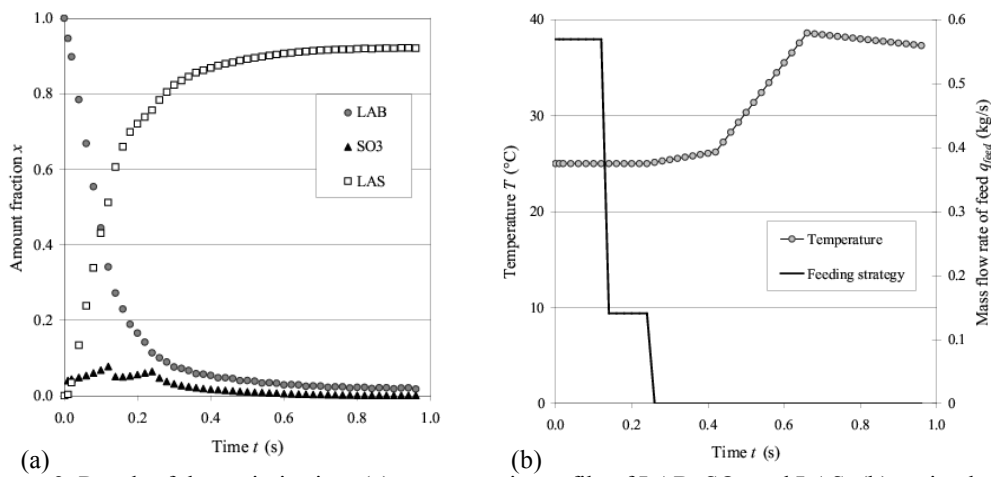 1.0
0.8
0.6
0.4
0.2
0.0
0.0 0.2 0.4 0.6 0.8 1.0
Amount fraction x
Time t (s)
LAB
SO3
LAS
(a)
40
30
20
10
0
0.0 0.2 0.4 0.6 0.8 1.0
Temperature T (°C)
0.6
0.5
0.4
0.3
0.2
0.1
0
Mass flow rate of feed qfeed (kg/s)
Time t (s)
Temperature
Feeding strategy
(b)